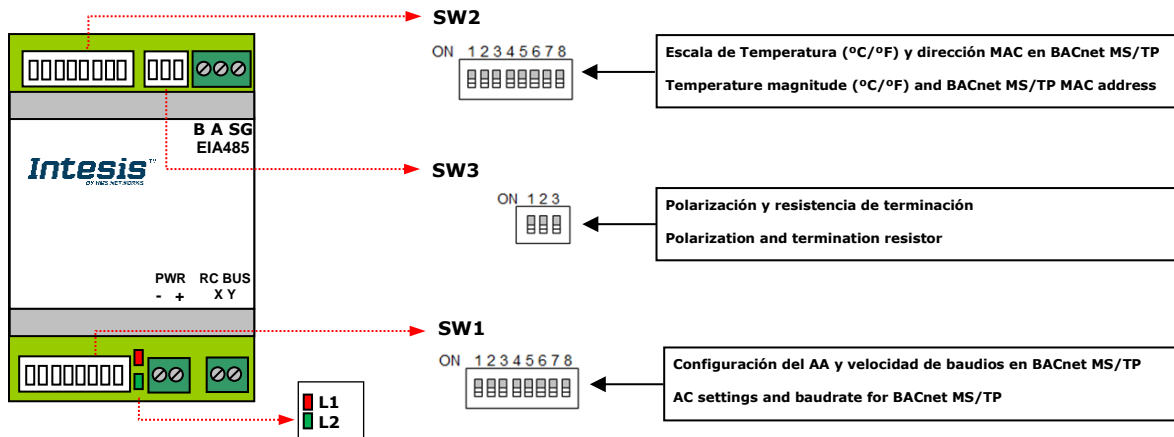 SW2
ON 1 2 3 4 5 6 7 8
Escala de Temperatura (ºC/ºF) y dirección MAC en BACnet MS/TP
Temperature magnitude (ºC/ºF) and BACnet MS/TP MAC address
B A SG
EIA485
Intesis™
BY HMS NETWORKS
SW3
ON 1 2 3
Polarización y resistencia de terminación
Polarization and termination resistor
PWR RC BUS
- + X Y
SW1
ON 1 2 3 4 5 6 7 8
Configuración del AA y velocidad de baudios en BACnet MS/TP
AC settings and baudrate for BACnet MS/TP
L1
L2